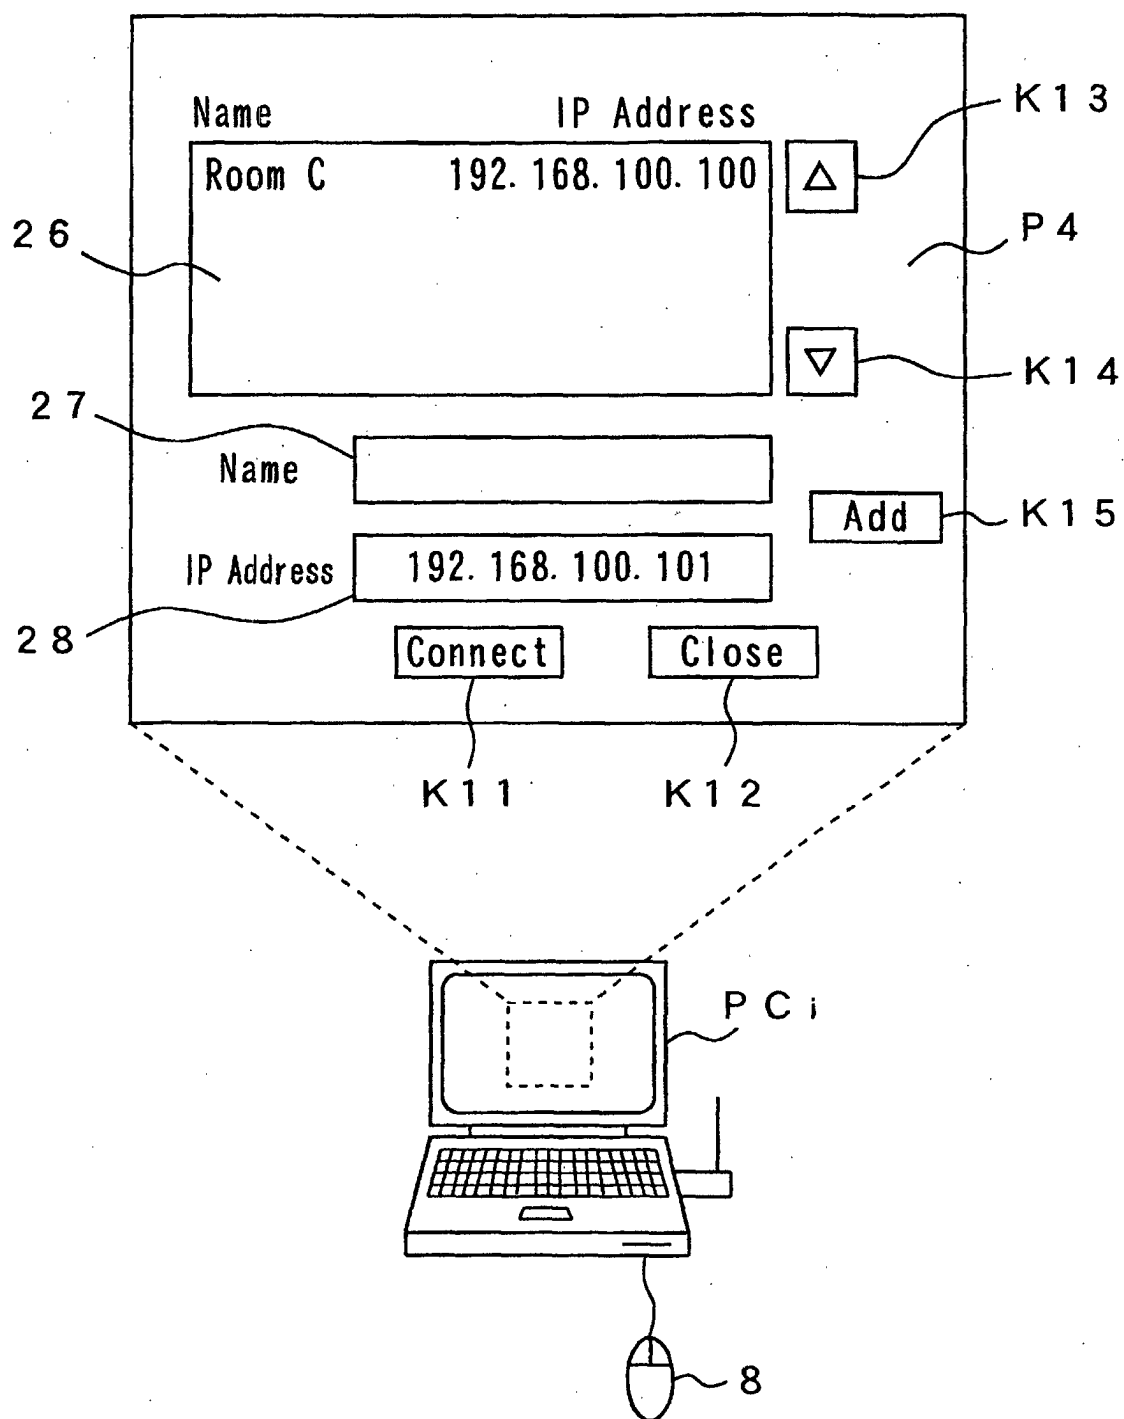 Name IP Address
K13
Room C 192.168.100.100
26
P4
K14
27
Name
Add
K15
IP Address 192.168.100.101
28
Connect Close
K11 K12
PCi
8